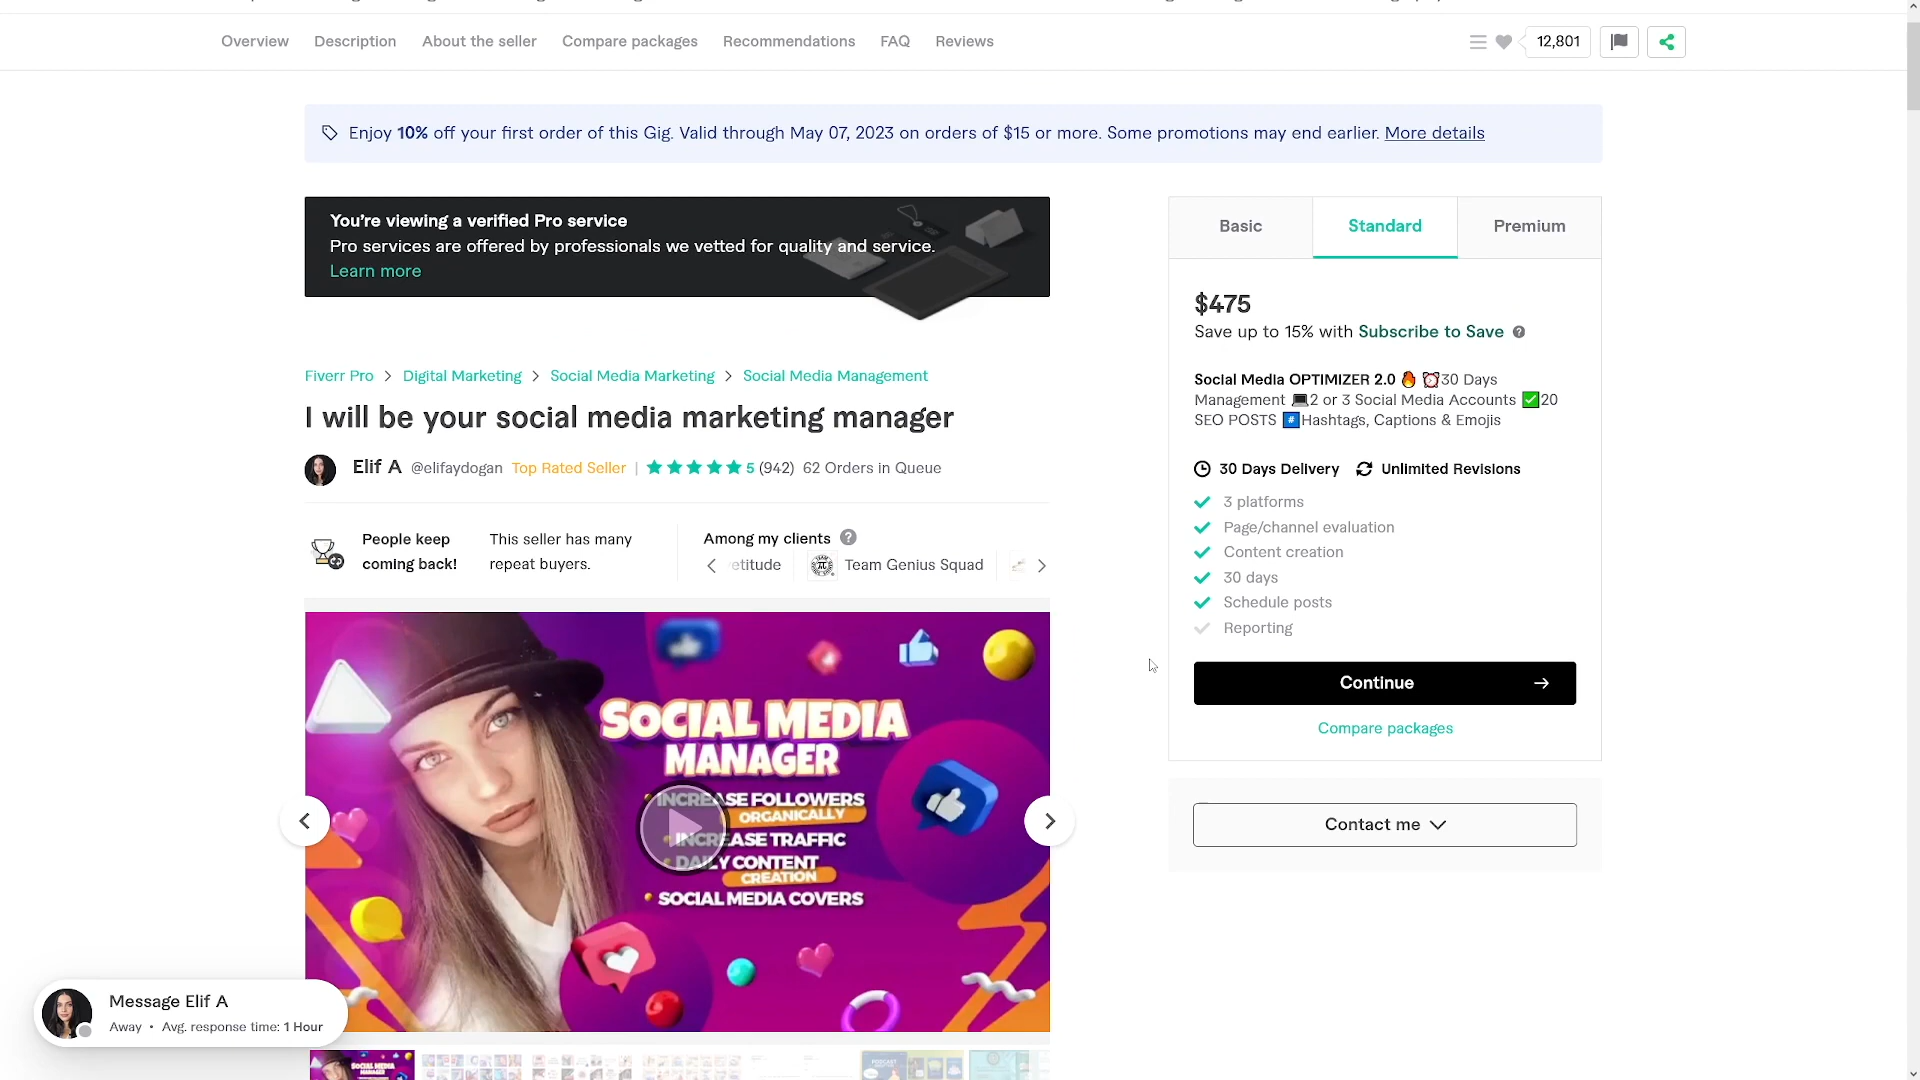 Overview Description About the seller Compare packages Recommendations FAQ Reviews
12,801
Enjoy 10% off your first order of this Gig. Valid through May 07, 2023 on orders of $15 or more. Some promotions may end earlier. More details
You're viewing a verified Pro service
Pro services are offered by professionals we vetted for quality and service.
Learn more
Fiverr Pro > Digital Marketing > Social Media Marketing > Social Media Management
I will be your social media marketing manager
Elif A @elifaydogan Top Rated Seller | 5 (942) 62 Orders in Queue
People keep
coming back!
This seller has many
repeat buyers.
Among my clients ?
etitude
Team Genius Squad
SOCIAL MEDIA
MANAGER
INCREASE FOLLOWERS
ORGANICALLY
INCREASE TRAFFIC
DAILY CONTENT
CREATION
SOCIAL MEDIA COVERS
Message Elif A
Away • Avg. response time: 1 Hour
SOCIAL MEDIA
MANAGER
PODCAST
Basic Standard Premium
$475
Save up to 15% with Subscribe to Save ?
Social Media OPTIMIZER 2.0 🔥 ⏰30 Days
Management 💻2 or 3 Social Media Accounts ✅20
SEO POSTS #️⃣Hashtags, Captions & Emojis
30 Days Delivery Unlimited Revisions
3 platforms
Page/channel evaluation
Content creation
30 days
Schedule posts
Reporting
Continue →
Compare packages
Contact me